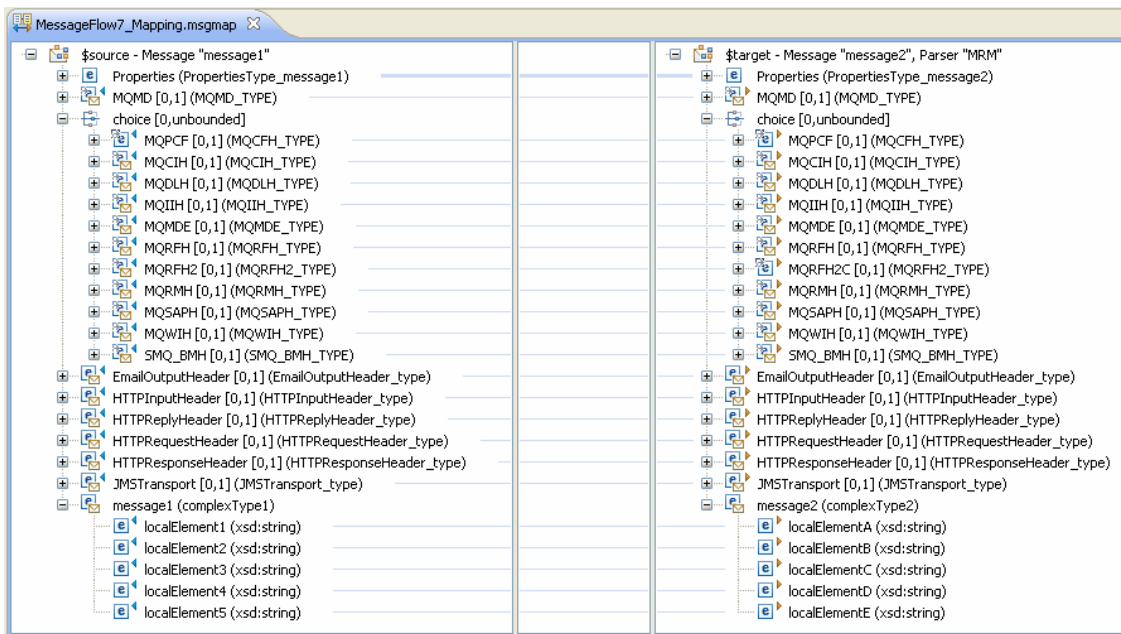 MessageFlow7_Mapping.msgmap
$source - Message "message1"
Properties (PropertiesType_message1)
MQMD [0,1] (MQMD_TYPE)
choice [0,unbounded]
MQPCF [0,1] (MQCFH_TYPE)
MQCIH [0,1] (MQCIH_TYPE)
MQDLH [0,1] (MQDLH_TYPE)
MQIIH [0,1] (MQIIH_TYPE)
MQMDE [0,1] (MQMDE_TYPE)
MQRFH [0,1] (MQRFH_TYPE)
MQRFH2 [0,1] (MQRFH2_TYPE)
MQRMH [0,1] (MQRMH_TYPE)
MQSAPH [0,1] (MQSAPH_TYPE)
MQWIH [0,1] (MQWIH_TYPE)
SMQ_BMH [0,1] (SMQ_BMH_TYPE)
EmailOutputHeader [0,1] (EmailOutputHeader_type)
HTTPInputHeader [0,1] (HTTPInputHeader_type)
HTTPReplyHeader [0,1] (HTTPReplyHeader_type)
HTTPRequestHeader [0,1] (HTTPRequestHeader_type)
HTTPResponseHeader [0,1] (HTTPResponseHeader_type)
JMSTransport [0,1] (JMSTransport_type)
message1 (complexType1)
localElement1 (xsd:string)
localElement2 (xsd:string)
localElement3 (xsd:string)
localElement4 (xsd:string)
localElement5 (xsd:string)
$target - Message "message2", Parser "MRM"
Properties (PropertiesType_message2)
MQMD [0,1] (MQMD_TYPE)
choice [0,unbounded]
MQPCF [0,1] (MQCFH_TYPE)
MQCIH [0,1] (MQCIH_TYPE)
MQDLH [0,1] (MQDLH_TYPE)
MQIIH [0,1] (MQIIH_TYPE)
MQMDE [0,1] (MQMDE_TYPE)
MQRFH [0,1] (MQRFH_TYPE)
MQRFH2C [0,1] (MQRFH2_TYPE)
MQRMH [0,1] (MQRMH_TYPE)
MQSAPH [0,1] (MQSAPH_TYPE)
MQWIH [0,1] (MQWIH_TYPE)
SMQ_BMH [0,1] (SMQ_BMH_TYPE)
EmailOutputHeader [0,1] (EmailOutputHeader_type)
HTTPInputHeader [0,1] (HTTPInputHeader_type)
HTTPReplyHeader [0,1] (HTTPReplyHeader_type)
HTTPRequestHeader [0,1] (HTTPRequestHeader_type)
HTTPResponseHeader [0,1] (HTTPResponseHeader_type)
JMSTransport [0,1] (JMSTransport_type)
message2 (complexType2)
localElementA (xsd:string)
localElementB (xsd:string)
localElementC (xsd:string)
localElementD (xsd:string)
localElementE (xsd:string)